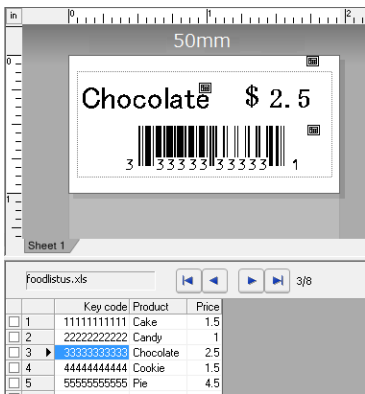 in 0 1 2
50mm
0
Chocolate $ 2.5
3 33333 33333 1
1
Sheet 1
foodlistus.xls 3/8
Key code Product Price
1 11111111111 Cake 1.5
2 22222222222 Candy 1
3 33333333333 Chocolate 2.5
4 44444444444 Cookie 1.5
5 55555555555 Pie 4.5